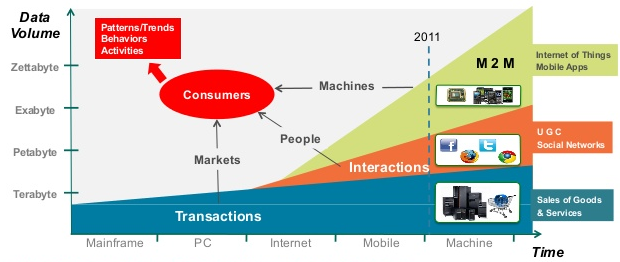 Data
Volume
Patterns/Trends
Behaviors
Activities
2011
Zettabyte
Exabyte
Petabyte
Terabyte
Consumers
Machines
People
Markets
M 2 M
Internet of Things
Mobile Apps
Interactions
U G C
Social Networks
Transactions
Sales of Goods
& Services
Mainframe
PC
Internet
Mobile
Machine
Time